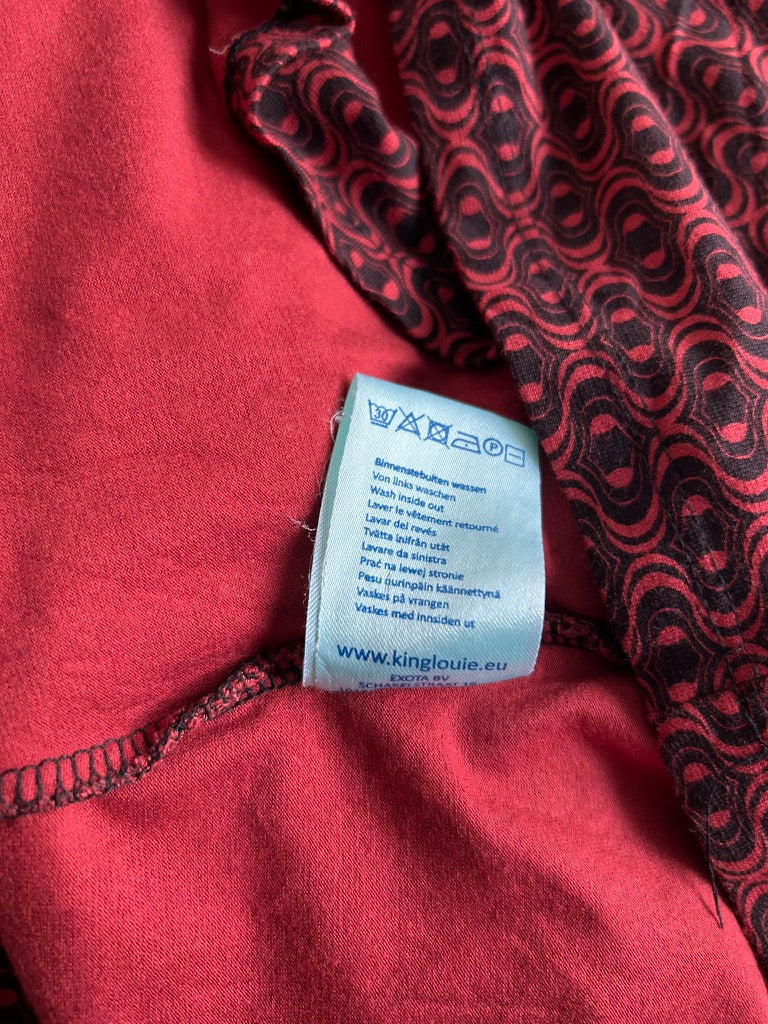 30 P
Binnenstebuiten wassen
Von links waschen
Wash inside out
Laver le vêtement retourné
Lavar del revés
Tvätta inifrån utåt
Lavare da sinistra
Prać na lewej stronie
Pesu nurinpäin käännettynä
Vaskes på vrangen
Vaskes med innsiden ut
www.kinglouie.eu
EXOTA BV
SCHAKELSTRAAT